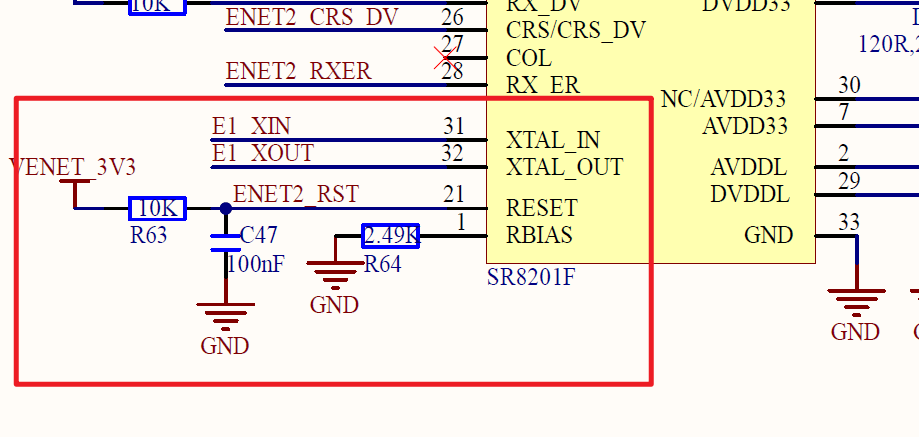 10K
RX_DV
DVDD33
ENET2_CRS_DV
26
CRS/CRS_DV
27
COL
120R,2
ENET2_RXER
28
RX_ER
NC/AVDD33
30
E1_XIN
31
XTAL_IN
AVDD33
7
E1_XOUT
32
XTAL_OUT
AVDDL
2
VENET_3V3
10K
R63
ENET2_RST
21
RESET
DVDDL
29
C47
100nF
2.49K
R64
1
RBIAS
GND
33
SR8201F
GND
GND
GND